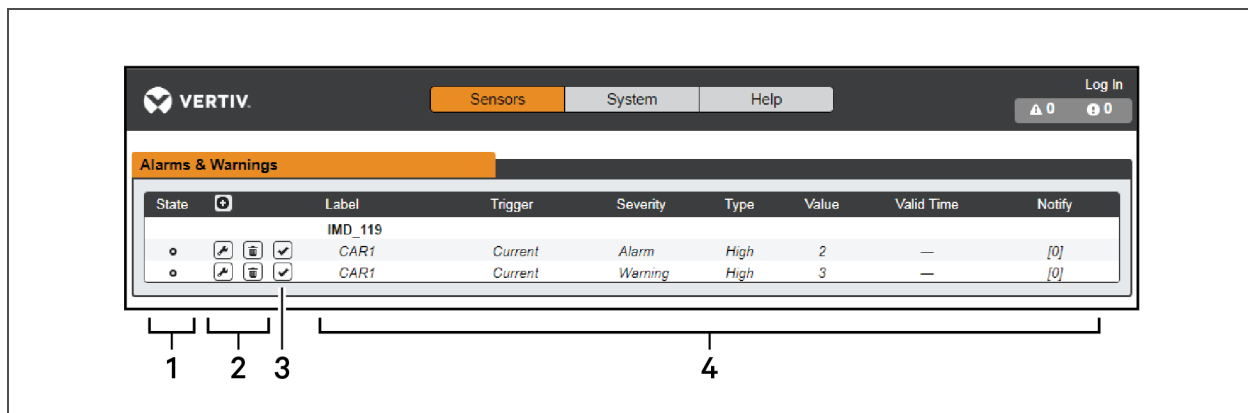 VERTIV.
Sensors System Help
Log In
0 0
Alarms & Warnings
State Label Trigger Severity Type Value Valid Time Notify
IMD_119
CAR1 Current Alarm High 2 — [0]
CAR1 Current Warning High 3 — [0]
1 2 3 4